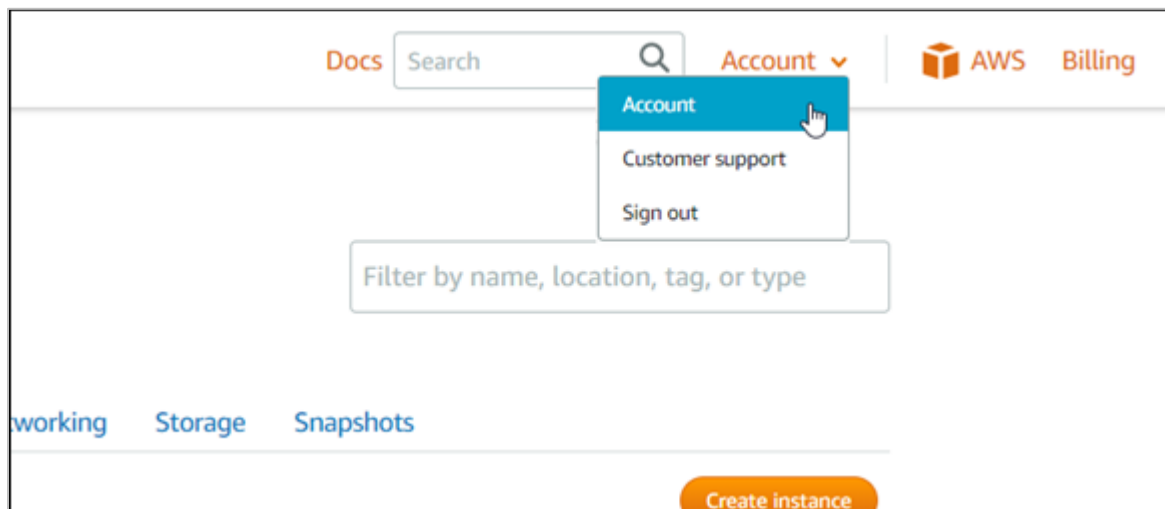 Docs Search Account AWS Billing
Account
Customer support
Sign out
Filter by name, location, tag, or type
tworking Storage Snapshots
Create instance